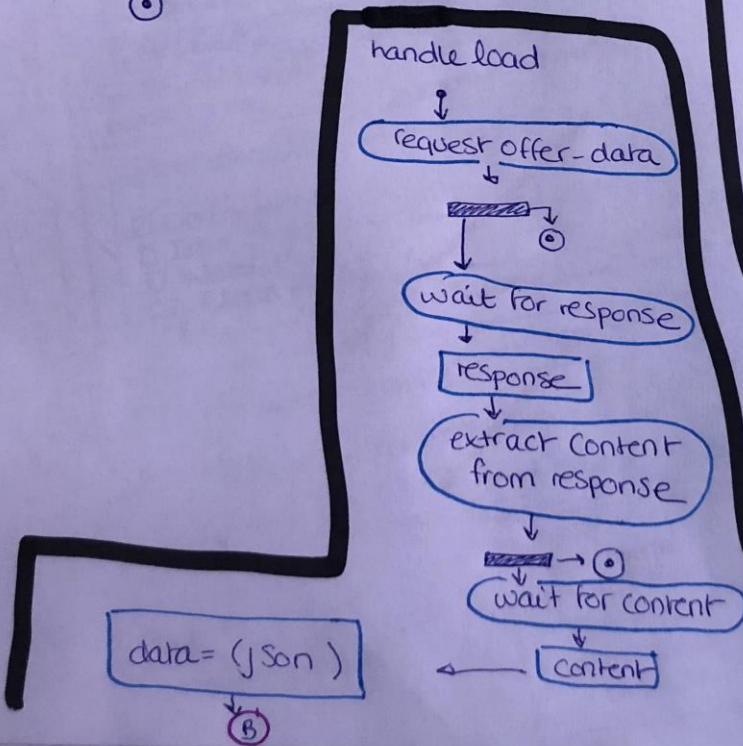 handle load
request offer-data
wait for response
response
extract content
from response
wait for content
content
data = (json)
B